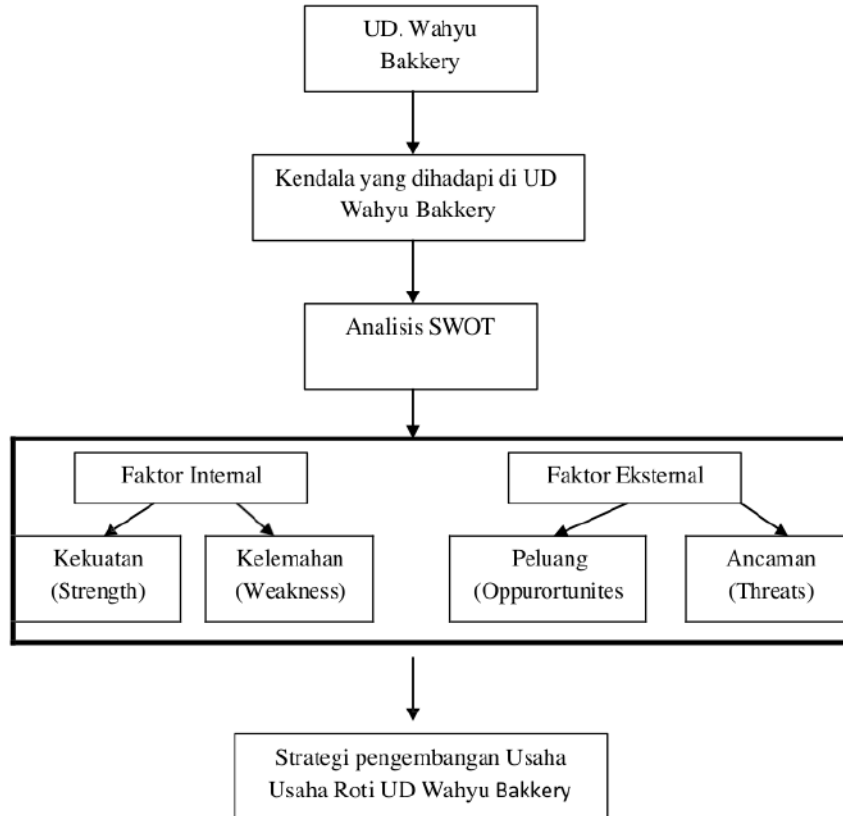 UD. Wahyu
Bakkery
Kendala yang dihadapi di UD
Wahyu Bakkery
Analisis SWOT
Faktor Internal
Faktor Eksternal
Kekuatan
(Strength)
Kelemahan
(Weakness)
Peluang
(Oppurortunites
Ancaman
(Threats)
Strategi pengembangan Usaha
Usaha Roti UD Wahyu Bakkery